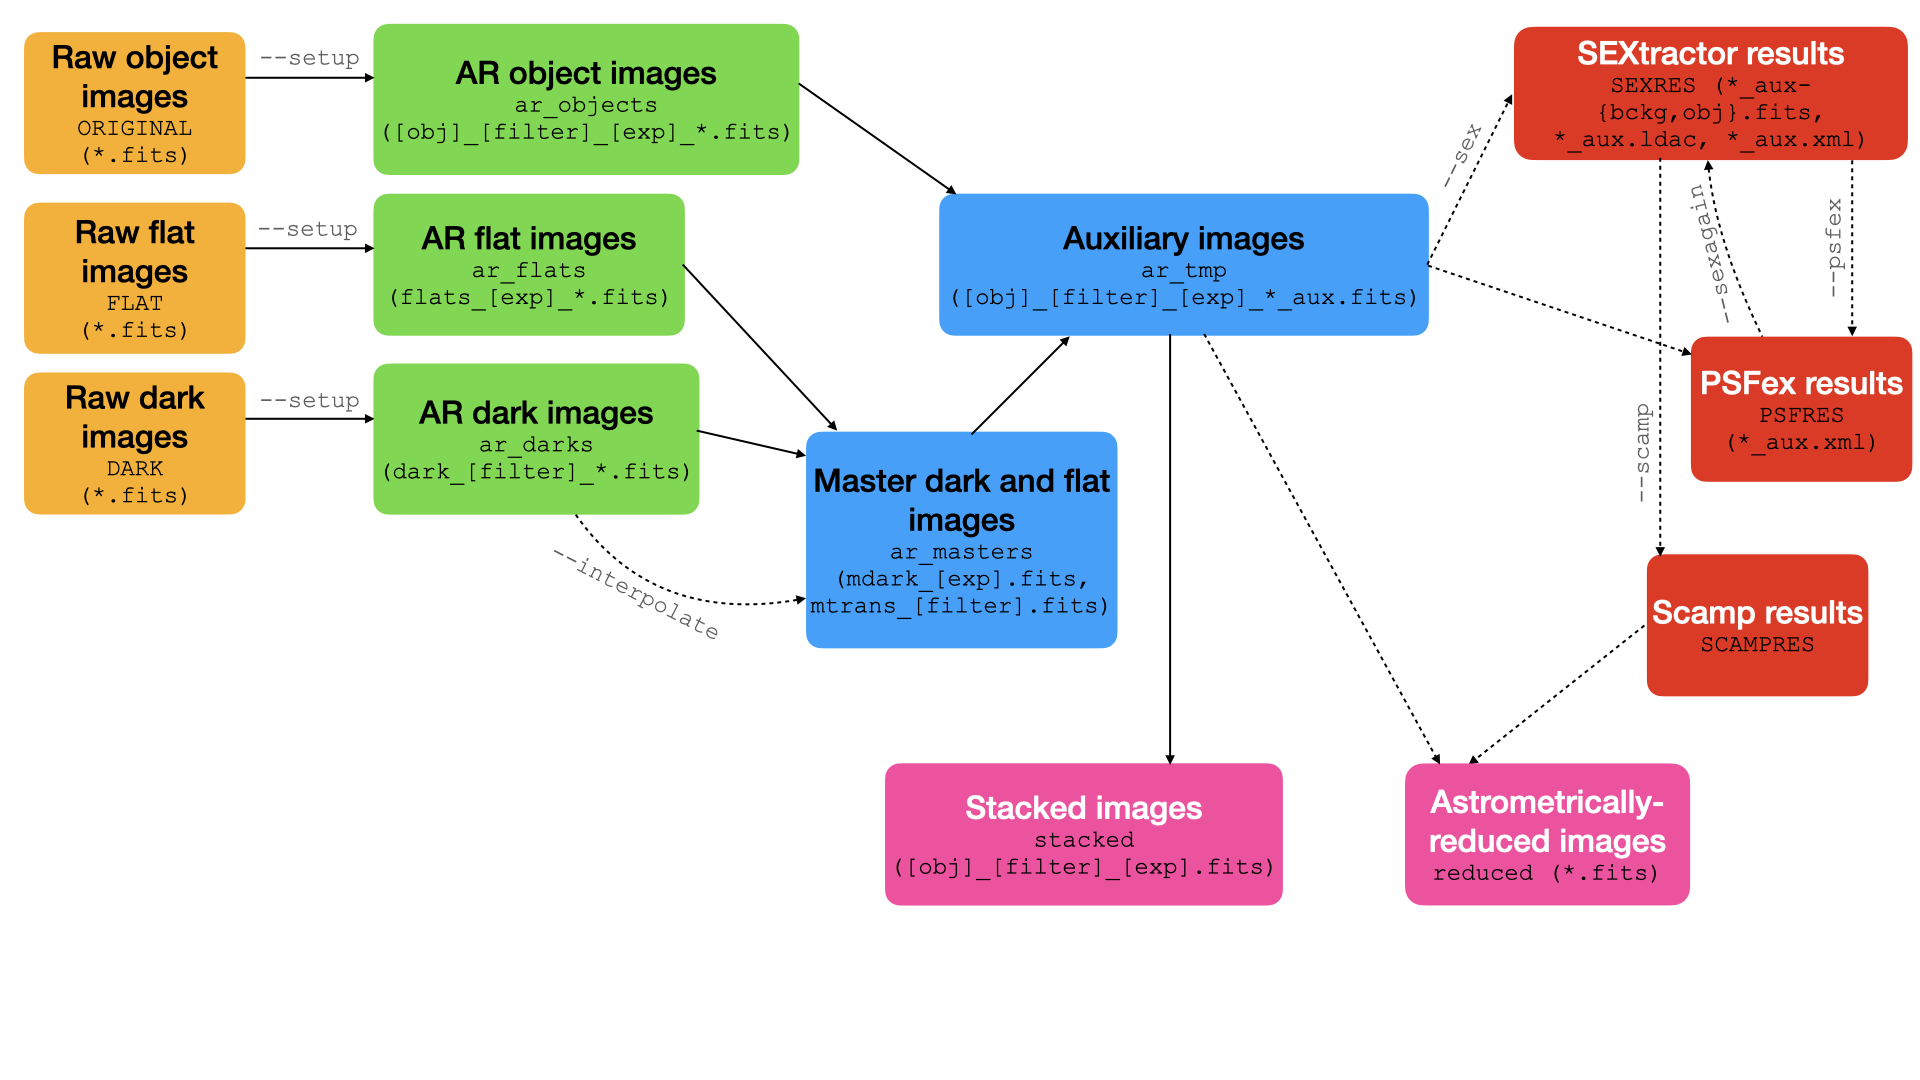 Raw object
images
ORIGINAL
(*.fits)
--setup
AR object images
ar_objects
([obj]_[filter]_[exp]_*.fits)
Raw flat
images
FLAT
(*.fits)
--setup
AR flat images
ar_flats
(flats_[exp]_*.fits)
Raw dark
images
DARK
(*.fits)
--setup
AR dark images
ar_darks
(dark_[filter]_*.fits)
--interpolate
Master dark and flat
images
ar_masters
(mdark_[exp].fits,
mtrans_[filter].fits)
Auxiliary images
ar_tmp
([obj]_[filter]_[exp]_*_aux.fits)
--sex
SEXtractor results
SEXRES (*_aux-
{bckg,obj}.fits,
*_aux.ldac, *_aux.xml)
--sexagain
--psfex
PSFex results
PSFRES
(*_aux.xml)
--scamp
Scamp results
SCAMPRES
Stacked images
stacked
([obj]_[filter]_[exp].fits)
Astrometrically-
reduced images
reduced (*.fits)